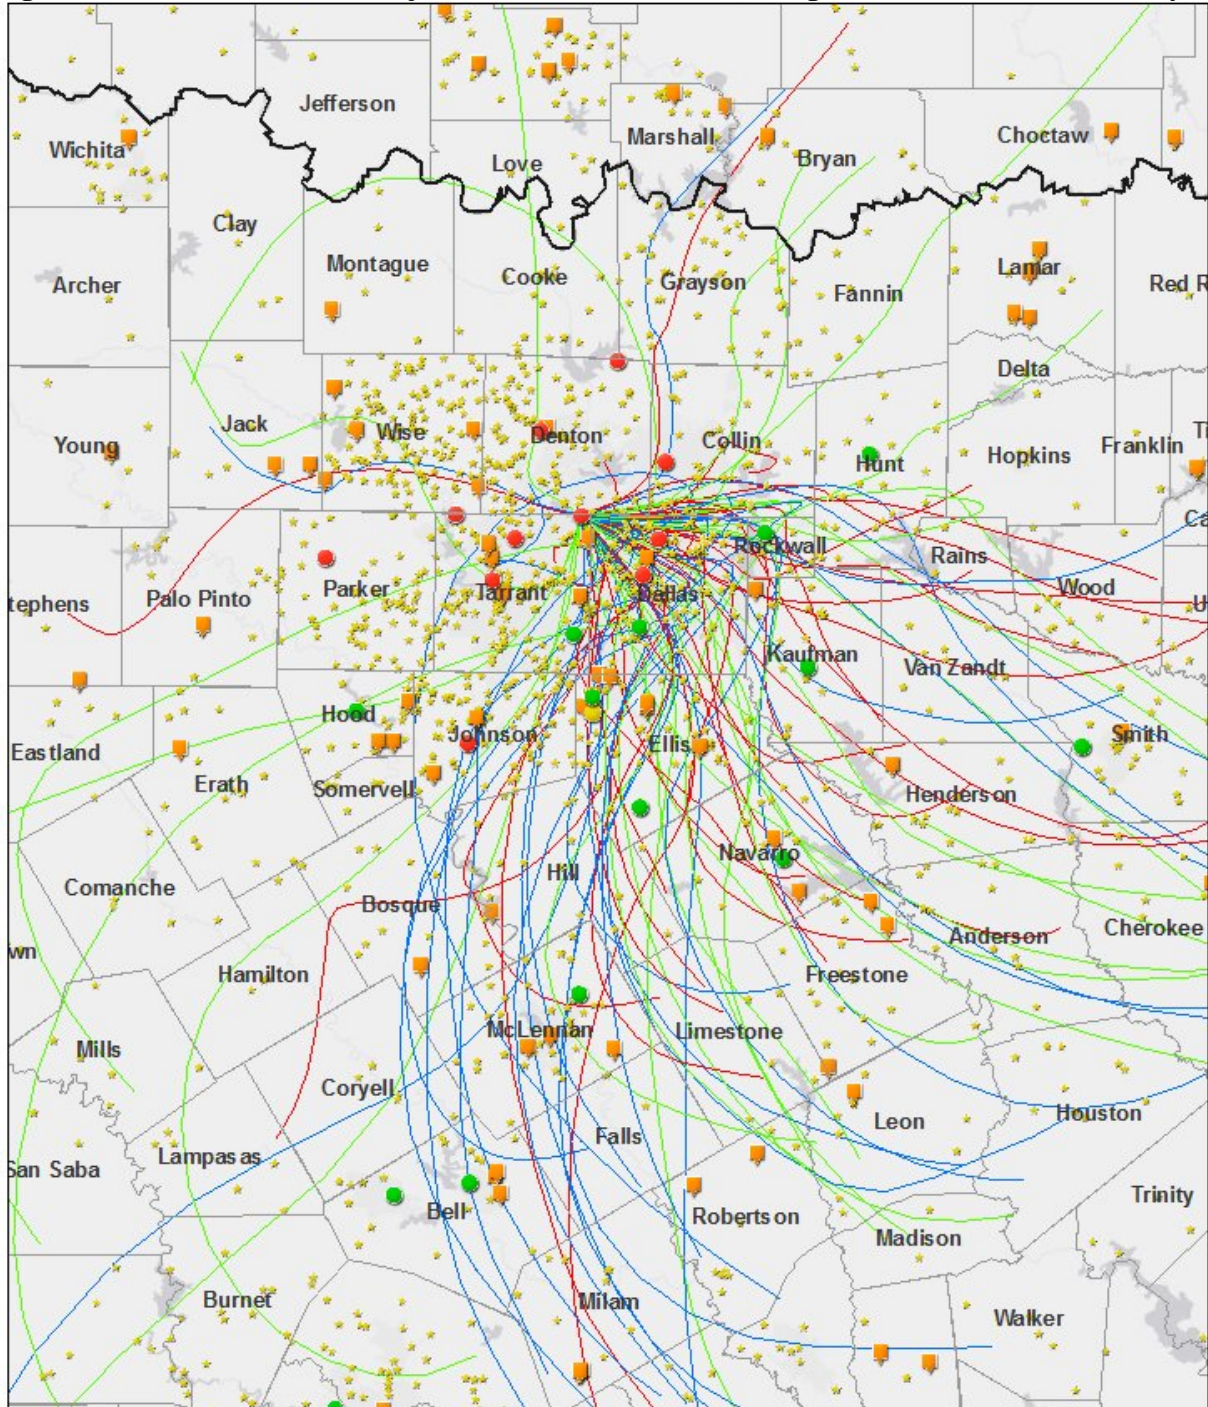 Jefferson
Wichita
Love
Marshall
Bryan
Choctaw
Clay
Montague
Cooke
Grayson
Fannin
Lamar
Archer
Red R
Delta
Jack
Wise
Denton
Collin
Hunt
Hopkins
Franklin
Ti
Young
Ca
Rockwall
Rains
Parker
Tarrant
Dallas
Wood
tephens
Palo Pinto
U
Kaufman
Van Zandt
Hood
Johnson
Ellis
Smith
Eastland
Erath
Somervell
Henderson
Navarro
Hill
Comanche
Bosque
Anderson
Cherokee
wn
Hamilton
Freestone
McLennan
Limestone
Mills
Coryell
Leon
Houston
Falls
San Saba
Lampasas
Bell
Robertson
Trinity
Madison
Burnet
Milam
Walker